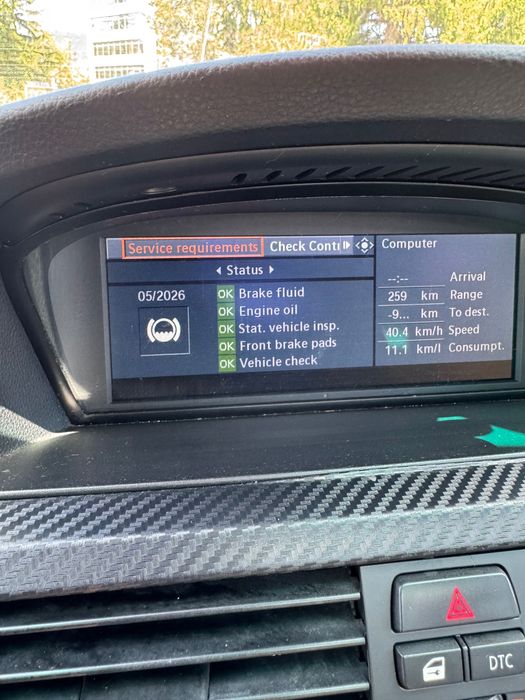 Service requirements Check Contr
Status
05/2026
OK Brake fluid
OK Engine oil
OK Stat. vehicle insp.
OK Front brake pads
OK Vehicle check
Computer
--:-- Arrival
259 km Range
-9... km To dest.
40.4 km/h Speed
11.1 km/l Consumpt.
DTC